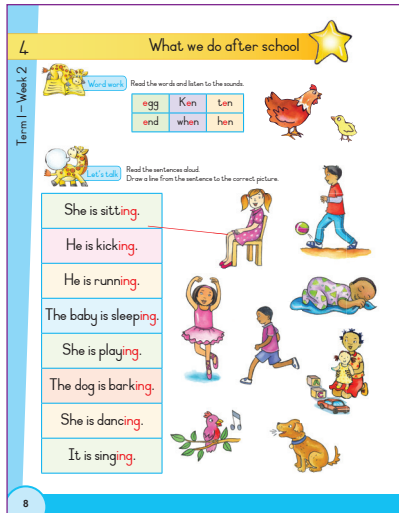 4
What we do after school
Term 1 – Week 2
Word work
Read the words and listen to the sounds.
egg Ken ten
end when hen
Let's talk
Read the sentences aloud.
Draw a line from the sentence to the correct picture.
She is sitting.
He is kicking.
He is running.
The baby is sleeping.
She is playing.
The dog is barking.
She is dancing.
It is singing.
8